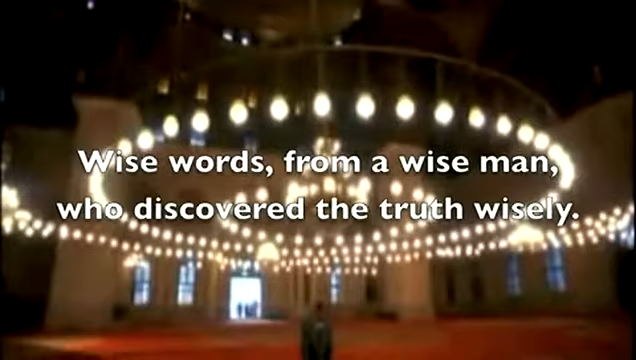 Wise words, from a wise man,
who discovered the truth wisely.